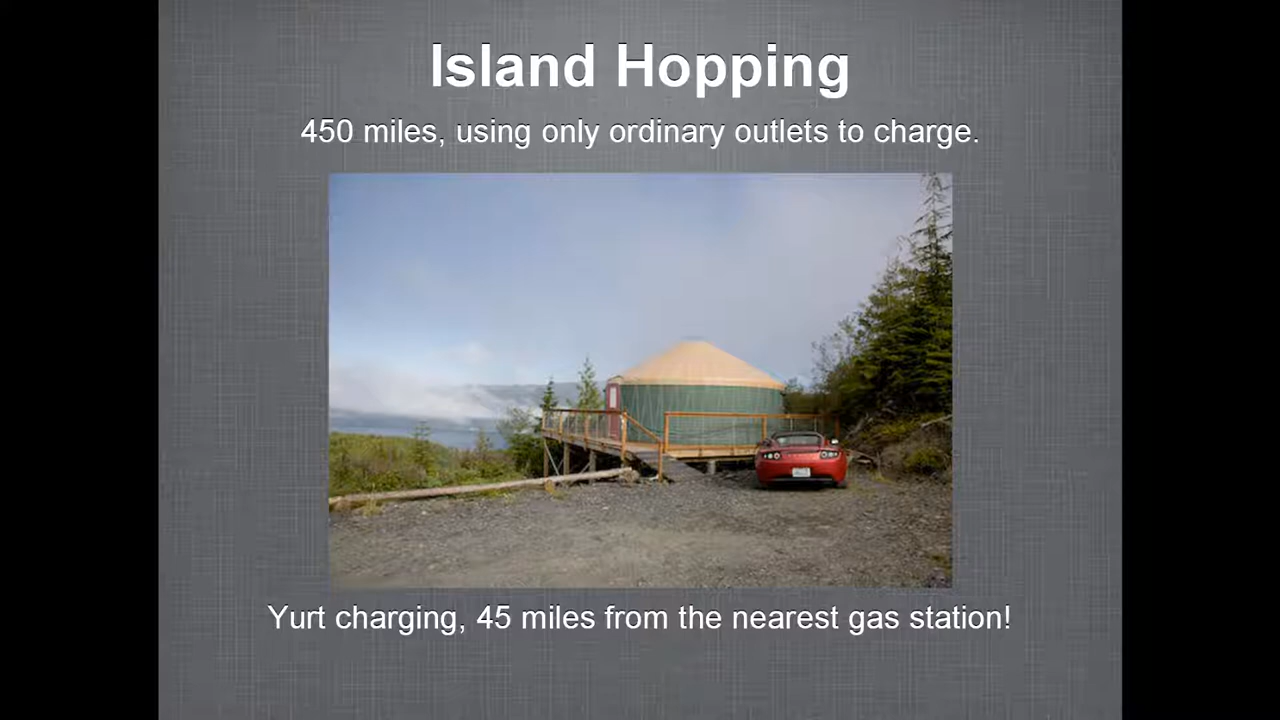 Island Hopping
450 miles, using only ordinary outlets to charge.
Yurt charging, 45 miles from the nearest gas station!